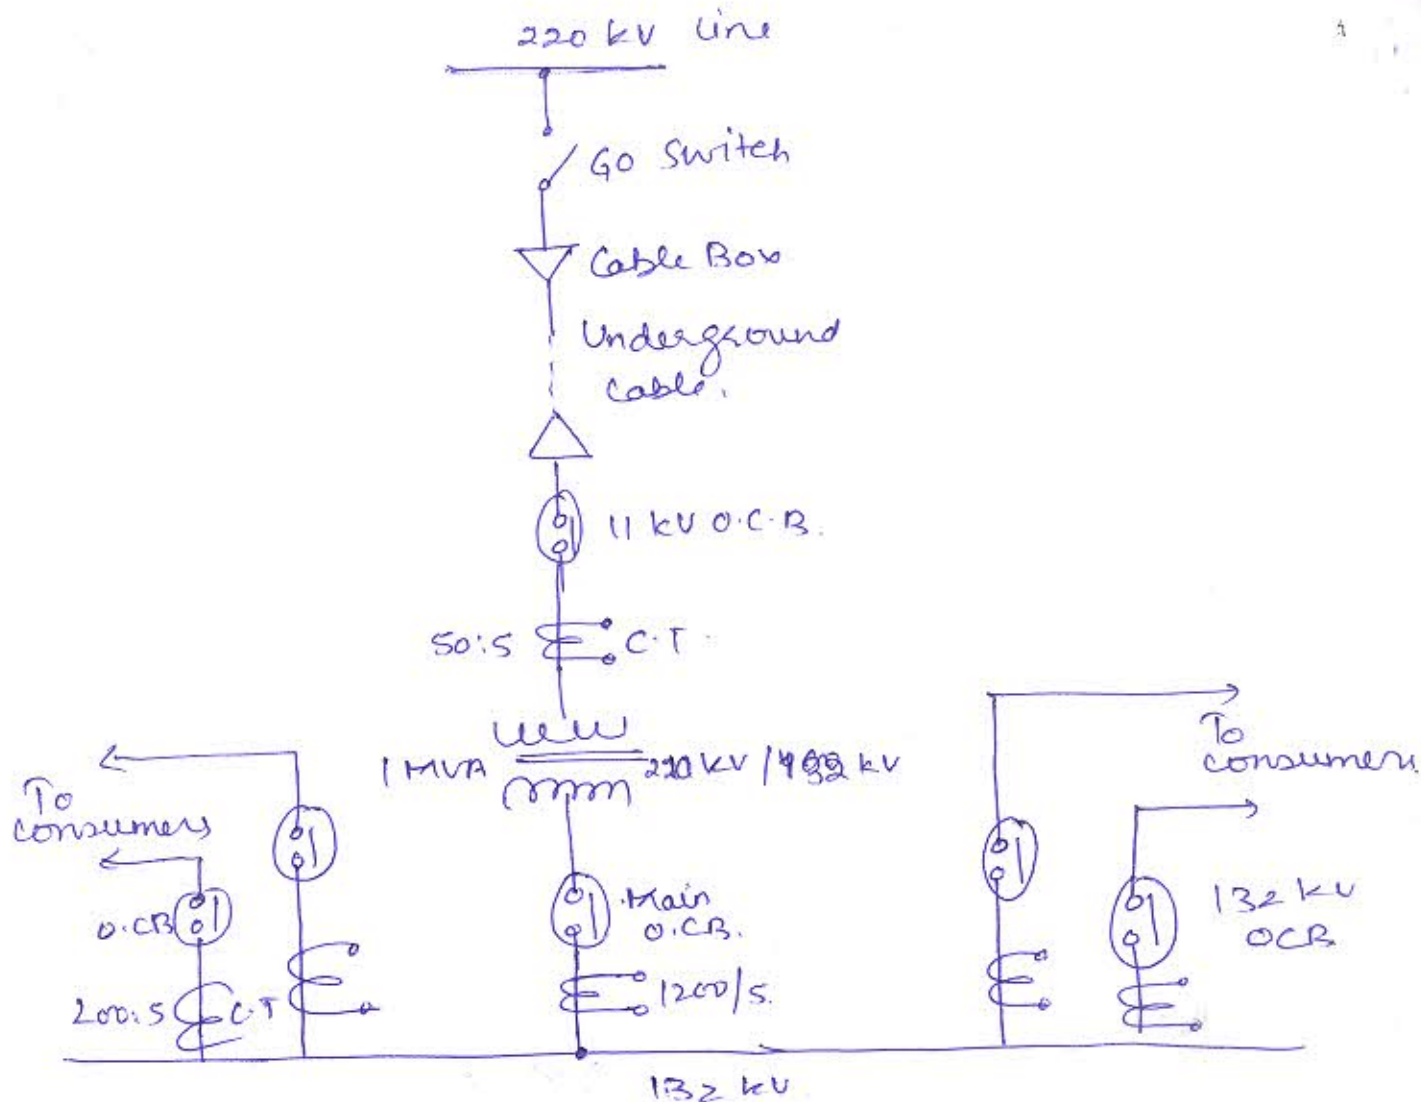 220 kV Line
GO Switch
Cable Box
Underground
Cable.
11 kV O.C.B.
50:5
C.T.
1 MVA
To
consumers
To
consumers
O.CB
Main
O.CB.
132 kV
OCB
200:5
C.T
1200/5.
132 kV